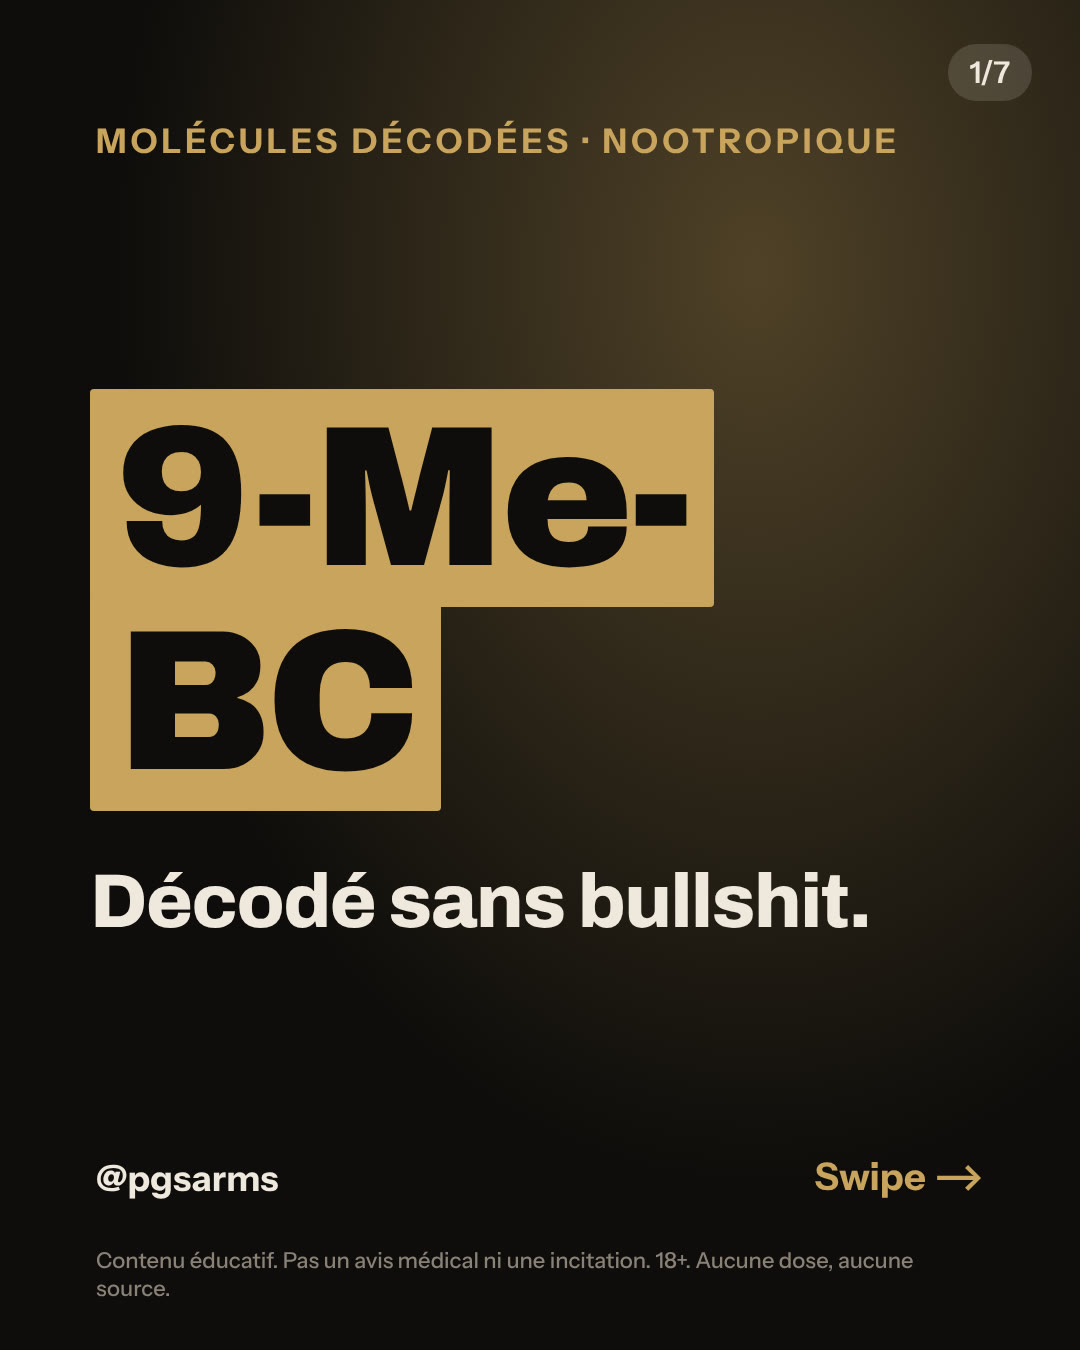 1/7
MOLÉCULES DÉCODÉES · NOOTROPIQUE
9-Me-
BC
Décodé sans bullshit.
@pgsarms
Swipe →
Contenu éducatif. Pas un avis médical ni une incitation. 18+. Aucune dose, aucune
source.